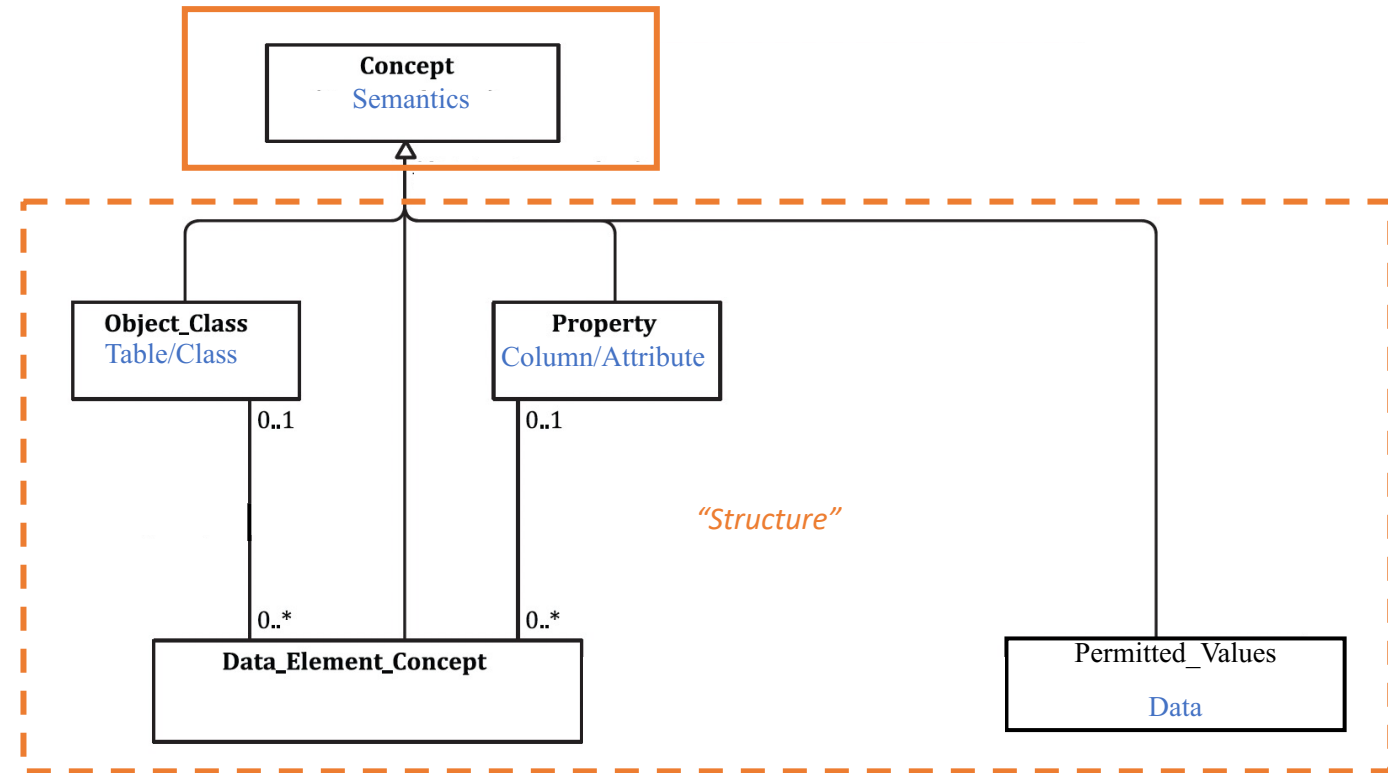 Concept
Semantics
Object_Class
Table/Class
Property
Column/Attribute
0..1
0..1
“Structure”
0..*
0..*
Data_Element_Concept
Permitted_Values
Data